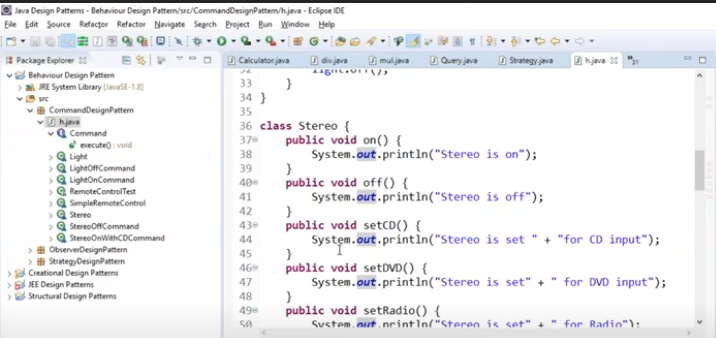 Java Design Patterns - Behaviour Design Pattern/src/CommandDesignPattern/h.java - Eclipse IDE
File Edit Source Refactor Refactor Navigate Search Project Run Window Help
Package Explorer
Behaviour Design Pattern
JRE System Library [JavaSE-1.8]
src
CommandDesignPattern
h.java
Command
execute() : void
Light
LightOffCommand
LightOnCommand
RemoteControlTest
SimpleRemoteControl
Stereo
StereoOffCommand
StereoOnWithCDCommand
ObserverDesignPattern
StrategyDesignPattern
Creational Design Patterns
JEE Design Patterns
Structural Design Patterns
Calculator.java div.java mul.java Query.java Strategy.java h.java »51
32 light.off();
33 }
34 }
35
36 class Stereo {
37 public void on() {
38 System.out.println("Stereo is on");
39 }
40 public void off() {
41 System.out.println("Stereo is off");
42 }
43 public void setCD() {
44 System.out.println("Stereo is set " + "for CD input");
45 }
46 public void setDVD() {
47 System.out.println("Stereo is set" + " for DVD input");
48 }
49 public void setRadio() {
50 System.out.println("Stereo is set" + " for Radio");